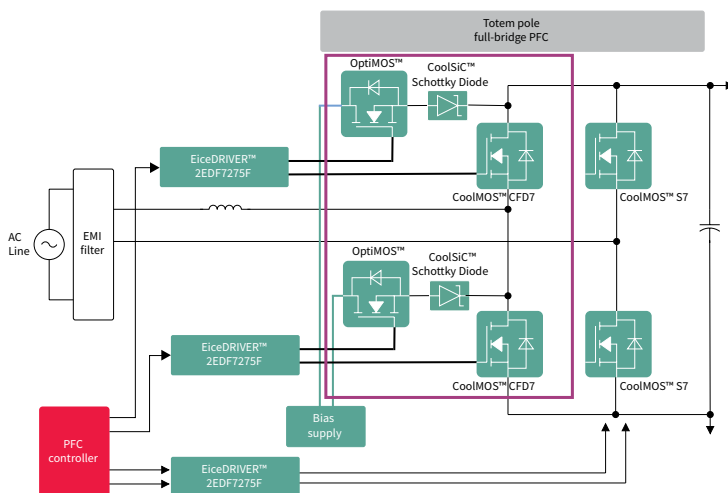 Totem pole
full-bridge PFC
OptiMOS™
CoolSiC™
Schottky Diode
EiceDRIVER™
2EDF7275F
CoolMOS™ CFD7
CoolMOS™ S7
AC
Line
EMI
filter
OptiMOS™
CoolSiC™
Schottky Diode
EiceDRIVER™
2EDF7275F
CoolMOS™ CFD7
CoolMOS™ S7
Bias
supply
PFC
controller
EiceDRIVER™
2EDF7275F